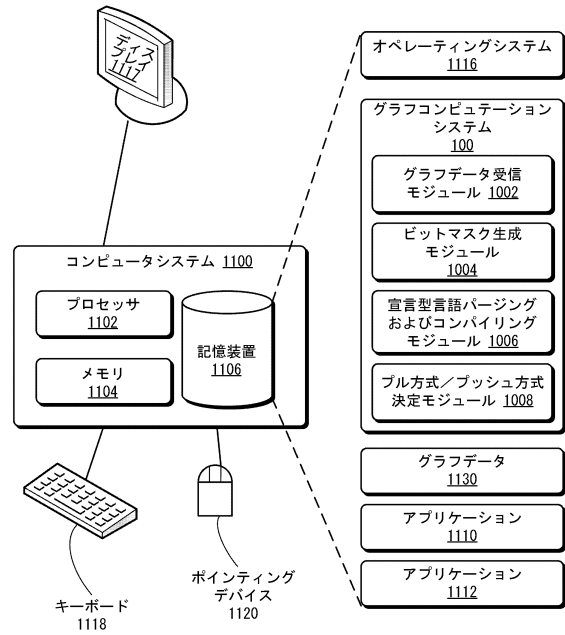 ディス
プレイ
1117
コンピュータシステム 1100
プロセッサ
1102
メモリ
1104
記憶装置
1106
キーボード
1118
ポインティング
デバイス
1120
オペレーティングシステム
1116
グラフコンピュテーション
システム
100
グラフデータ受信
モジュール 1002
ビットマスク生成
モジュール
1004
宣言型言語パージング
およびコンパイリング
モジュール 1006
プル方式／プッシュ方式
決定モジュール 1008
グラフデータ
1130
アプリケーション
1110
アプリケーション
1112